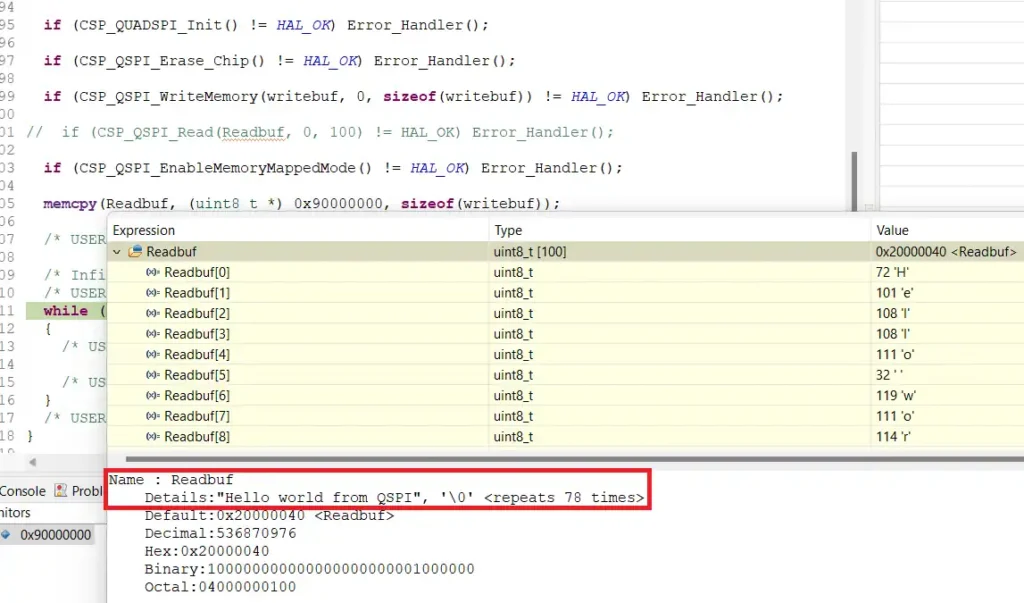 94
95 if (CSP_QUADSPI_Init() != HAL_OK) Error_Handler();
96
97 if (CSP_QSPI_Erase_Chip() != HAL_OK) Error_Handler();
98
99 if (CSP_QSPI_WriteMemory(writebuf, 0, sizeof(writebuf)) != HAL_OK) Error_Handler();
00
01 // if (CSP_QSPI_Read(Readbuf, 0, 100) != HAL_OK) Error_Handler();
02
03 if (CSP_QSPI_EnableMemoryMappedMode() != HAL_OK) Error_Handler();
04
05 memcpy(Readbuf, (uint8_t *) 0x90000000, sizeof(writebuf));
06
07 /* USER
08
09 /* Infi
10 /* USER
11 while (
12 {
13 /* US
14
15 /* US
16 }
17 /* USER
18 }
19
Expression Type Value
Readbuf uint8_t [100] 0x20000040 <Readbuf>
(x)= Readbuf[0] uint8_t 72 'H'
(x)= Readbuf[1] uint8_t 101 'e'
(x)= Readbuf[2] uint8_t 108 'l'
(x)= Readbuf[3] uint8_t 108 'l'
(x)= Readbuf[4] uint8_t 111 'o'
(x)= Readbuf[5] uint8_t 32 ' '
(x)= Readbuf[6] uint8_t 119 'w'
(x)= Readbuf[7] uint8_t 111 'o'
(x)= Readbuf[8] uint8_t 114 'r'
Name : Readbuf
Details:"Hello world from QSPI", '\0' <repeats 78 times>
Default:0x20000040 <Readbuf>
Decimal:536870976
Hex:0x20000040
Binary:100000000000000000000001000000
Octal:04000000100
Console Probl
nitors
0x90000000